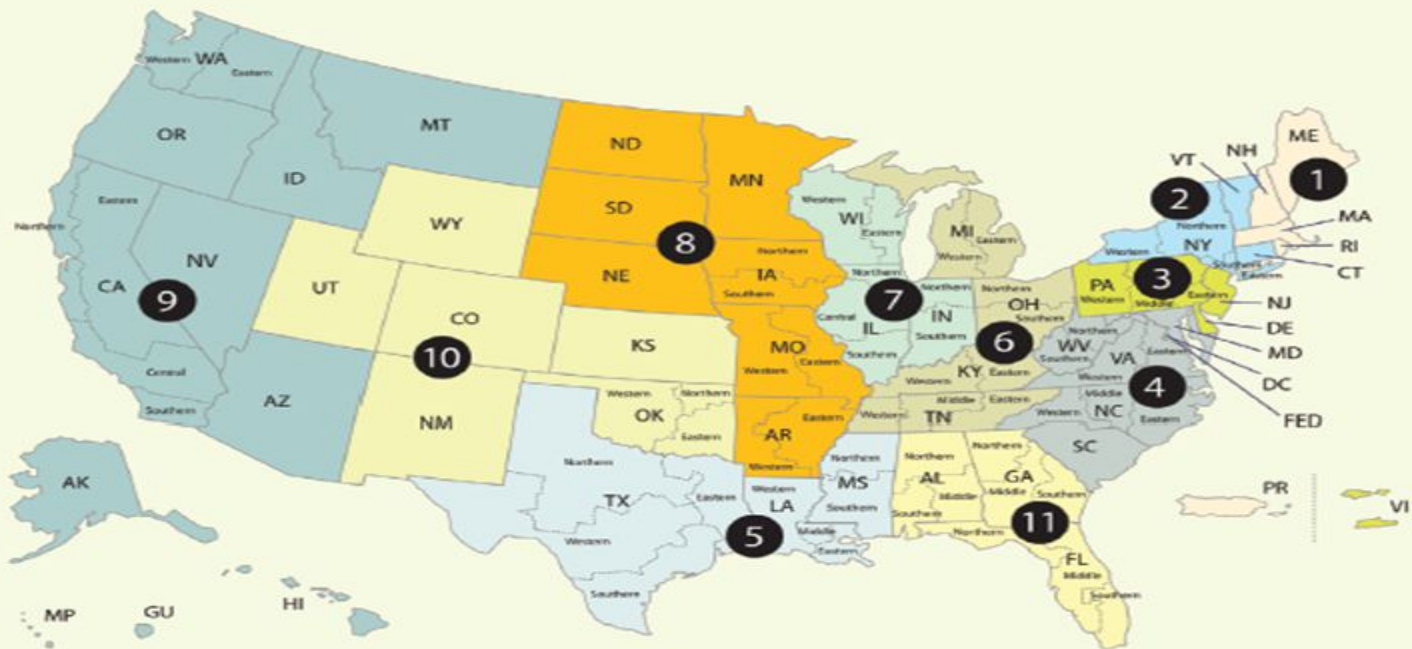 Western WA Eastern
OR
MT
ID
WY
ND
SD
NE
MN
8
Northern
IA
Southern
MO
Eastern
Western
Eastern
AR
Western
Eastern
Northern
CA
NV
9
Central
Southern
UT
CO
10
AZ
NM
KS
Western
Northern
OK
Eastern
Northern
TX
Eastern
Western
Southern
Western
LA
Middle
Eastern
5
Northern
MS
Southern
Western
WI
Eastern
Northern
7
Central
IL
Southern
Northern
IN
Southern
MI
Eastern
Western
Northern
OH
Southern
6
KY
Western
Eastern
Western
Middle
Eastern
TN
Northern
WV
Southern
VA
Eastern
Western
4
Middle
Western
NC
Eastern
SC
Northern
AL
Middle
Southern
Northern
GA
Middle
Southern
11
Northern
FL
Middle
Southern
ME
1
NH
VT
2
Northern
Western
NY
Southern
Eastern
PA
3
Western
Middle
Eastern
MA
RI
CT
NJ
DE
MD
DC
FED
PR
VI
AK
HI
GU
MP